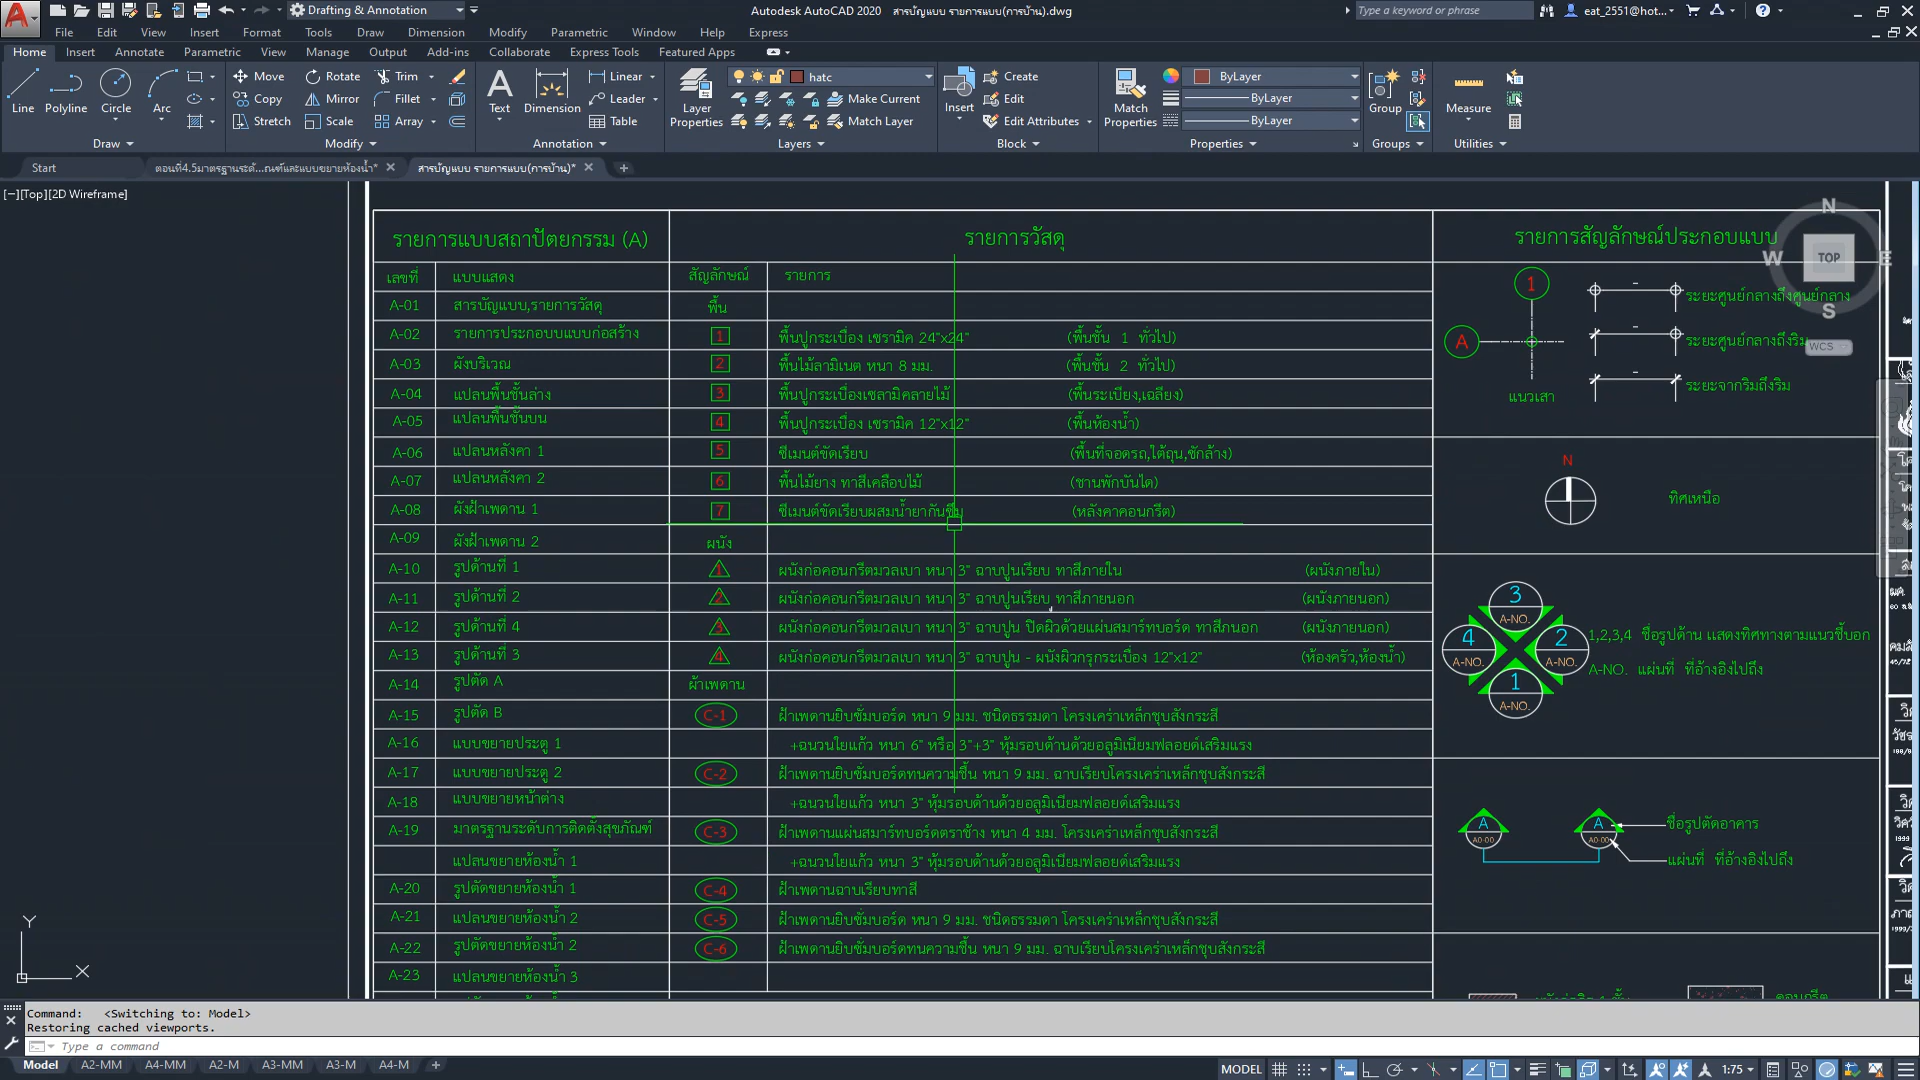 Drafting & Annotation
Autodesk AutoCAD 2020 สารบัญแบบ รายการแบบ(การบ้าน).dwg
Type a keyword or phrase
eat_2551@hot...
File Edit View Insert Format Tools Draw Dimension Modify Parametric Window Help Express
Home Insert Annotate Parametric View Manage Output Add-ins Collaborate Express Tools Featured Apps
Line Polyline Circle Arc
Move Rotate Trim
Copy Mirror Fillet
Stretch Scale Array
Text Dimension
Linear
Leader
Table
Layer Properties
hatc
Make Current
Match Layer
Insert
Create
Edit
Edit Attributes
Match Properties
ByLayer
ByLayer
ByLayer
Group
Measure
Draw Modify Annotation Layers Block Properties Groups Utilities
Start
ตอนที่4.5มาตรฐานระดั...ณฑ์และแบบขยายห้องน้ำ*
สารบัญแบบ รายการแบบ(การบ้าน)*
[−][Top][2D Wireframe]
รายการแบบสถาปัตยกรรม (A)
รายการวัสดุ
รายการสัญลักษณ์ประกอบแบบ
เลขที่ แบบแสดง สัญลักษณ์ รายการ
A-01 สารบัญแบบ,รายการวัสดุ พื้น
A-02 รายการประกอบบแบบก่อสร้าง 1 พื้นปูกระเบื่อง เซรามิค 24"x24" (พื้นชั้น 1 ทั่วไป)
A-03 ผังบริเวณ 2 พื้นไม้ลามิเนต หนา 8 มม. (พื้นชั้น 2 ทั่วไป)
A-04 แปลนพื้นชั้นล่าง 3 พื้นปูกระเบื่องเซลามิคลายไม้ (พื้นระเบียง,เฉลียง)
A-05 แปลนพื้นชั้นบน 4 พื้นปูกระเบื่อง เซรามิค 12"x12" (พื้นห้องน้ำ)
A-06 แปลนหลังคา 1 5 ซีเมนต์ขัดเรียบ (พื้นที่จอดรถ,ใต้ถุน,ซักล้าง)
A-07 แปลนหลังคา 2 6 พื้นไม้ยาง ทาสีเคลือบไม้ (ชานพักบันได)
A-08 ผังฝ้าเพดาน 1 7 ซีเมนต์ขัดเรียบผสมน้ำยากันซึม (หลังคาคอนกรีต)
A-09 ผังฝ้าเพดาน 2 ผนัง
A-10 รูปด้านที่ 1 1 ผนังก่อคอนกรีตมวลเบา หนา 3" ฉาบปูนเรียบ ทาสีภายใน (ผนังภายใน)
A-11 รูปด้านที่ 2 2 ผนังก่อคอนกรีตมวลเบา หนา 3" ฉาบปูนเรียบ ทาสีภายนอก (ผนังภายนอก)
A-12 รูปด้านที่ 4 3 ผนังก่อคอนกรีตมวลเบา หนา 3" ฉาบปูน ปิดผิวด้วยแผ่นสมาร์ทบอร์ด ทาสีภนอก (ผนังภายนอก)
A-13 รูปด้านที่ 3 4 ผนังก่อคอนกรีตมวลเบา หนา 3" ฉาบปูน - ผนังผิวกรุกระเบื่อง 12"x12" (ห้องครัว,ห้องน้ำ)
A-14 รูปตัด A ผ้าเพดาน
A-15 รูปตัด B C-1 ฝ้าเพดานยิบซั่มบอร์ด หนา 9 มม. ชนิดธรรมดา โครงเคร่าเหล็กชุบสังกะสี
A-16 แบบขยายประตู 1 +ฉนวนใยแก้ว หนา 6" หรือ 3"+3" หุ้มรอบด้านด้วยอลูมิเนียมฟลอยด์เสริมแรง
A-17 แบบขยายประตู 2 C-2 ฝ้าเพดานยิบซั่มบอร์ดทนความชื้น หนา 9 มม. ฉาบเรียบโครงเคร่าเหล็กชุบสังกะสี
A-18 แบบขยายหน้าต่าง +ฉนวนใยแก้ว หนา 3" หุ้มรอบด้านด้วยอลูมิเนียมฟลอยด์เสริมแรง
A-19 มาตรฐานระดับการติดตั้งสุขภัณฑ์ C-3 ฝ้าเพดานแผ่นสมาร์ทบอร์ดตราช้าง หนา 4 มม. โครงเคร่าเหล็กชุบสังกะสี
แปลนขยายห้องน้ำ 1 +ฉนวนใยแก้ว หนา 3" หุ้มรอบด้านด้วยอลูมิเนียมฟลอยด์เสริมแรง
A-20 รูปตัดขยายห้องน้ำ 1 C-4 ฝ้าเพดานฉาบเรียบทาสี
A-21 แปลนขยายห้องน้ำ 2 C-5 ฝ้าเพดานยิบซั่มบอร์ด หนา 9 มม. ชนิดธรรมดา โครงเคร่าเหล็กชุบสังกะสี
A-22 รูปตัดขยายห้องน้ำ 2 C-6 ฝ้าเพดานยิบซั่มบอร์ดทนความชื้น หนา 9 มม. ฉาบเรียบโครงเคร่าเหล็กชุบสังกะสี
A-23 แปลนขยายห้องน้ำ 3
1
A
แนวเสา
ระยะศูนย์กลางถึงศูนย์กลาง
ระยะศูนย์กลางถึงริม
ระยะจากริมถึงริม
N
W TOP E
S
WCS
N
ทิศเหนือ
3 A-NO.
4 A-NO.
2 A-NO.
1 A-NO.
1,2,3,4 ชื่อรูปด้าน แสดงทิศทางตามแนวชี้บอก
A-NO. แผ่นที่ ที่อ้างอิงไปถึง
A A0-00
A A0-00
ชื่อรูปตัดอาคาร
แผ่นที่ ที่อ้างอิงไปถึง
Y
X
Command: <Switching to: Model>
Restoring cached viewports.
Type a command
Model A2-MM A4-MM A2-M A3-MM A3-M A4-M
MODEL
1:75